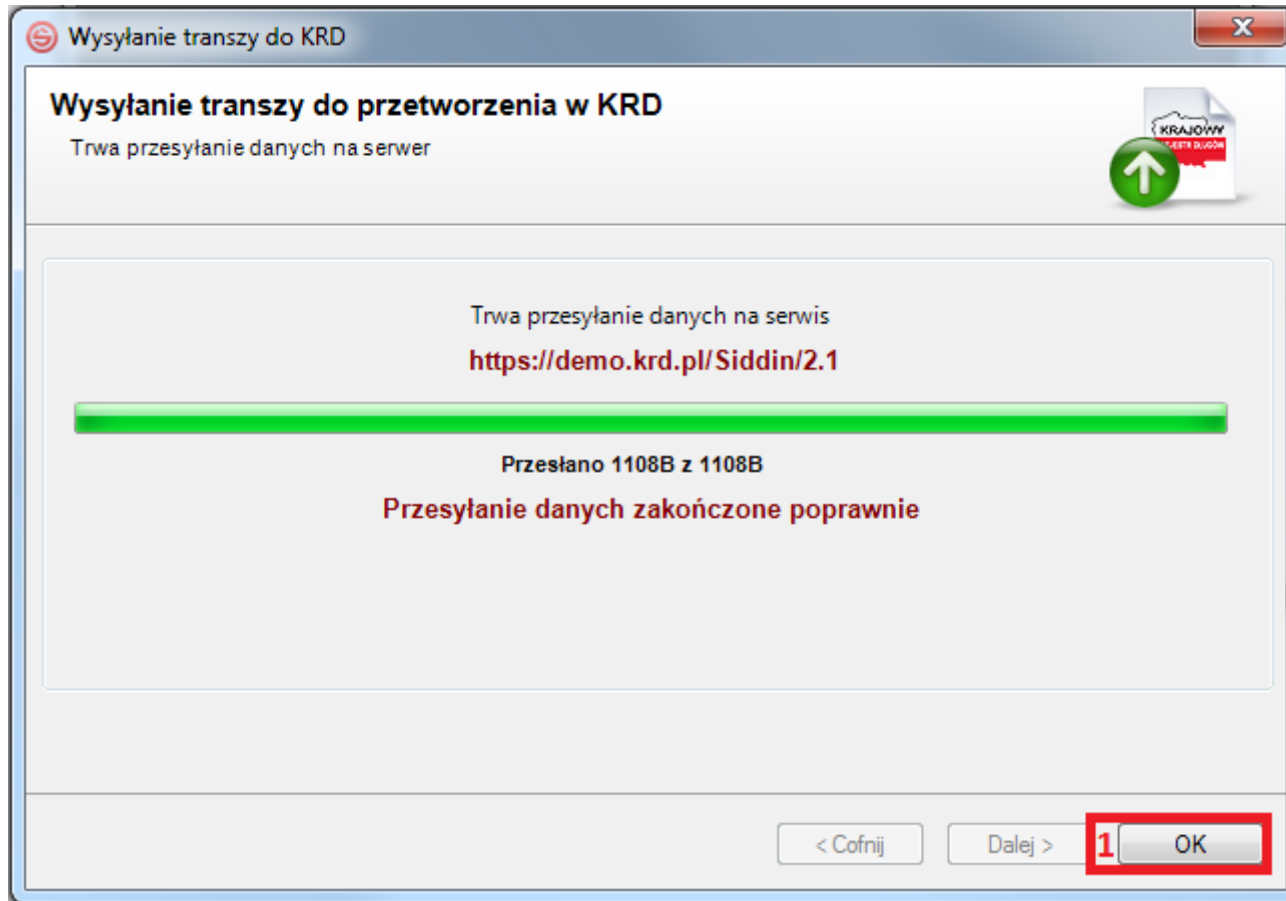 Wysyłanie transzy do KRD
Wysyłanie transzy do przetworzenia w KRD
Trwa przesyłanie danych na serwer
KRAJOWY
REJESTR DŁUGÓW
Trwa przesyłanie danych na serwis
https://demo.krd.pl/Siddin/2.1
Przesłano 1108B z 1108B
Przesyłanie danych zakończone poprawnie
< Cofnij
Dalej >
1 OK